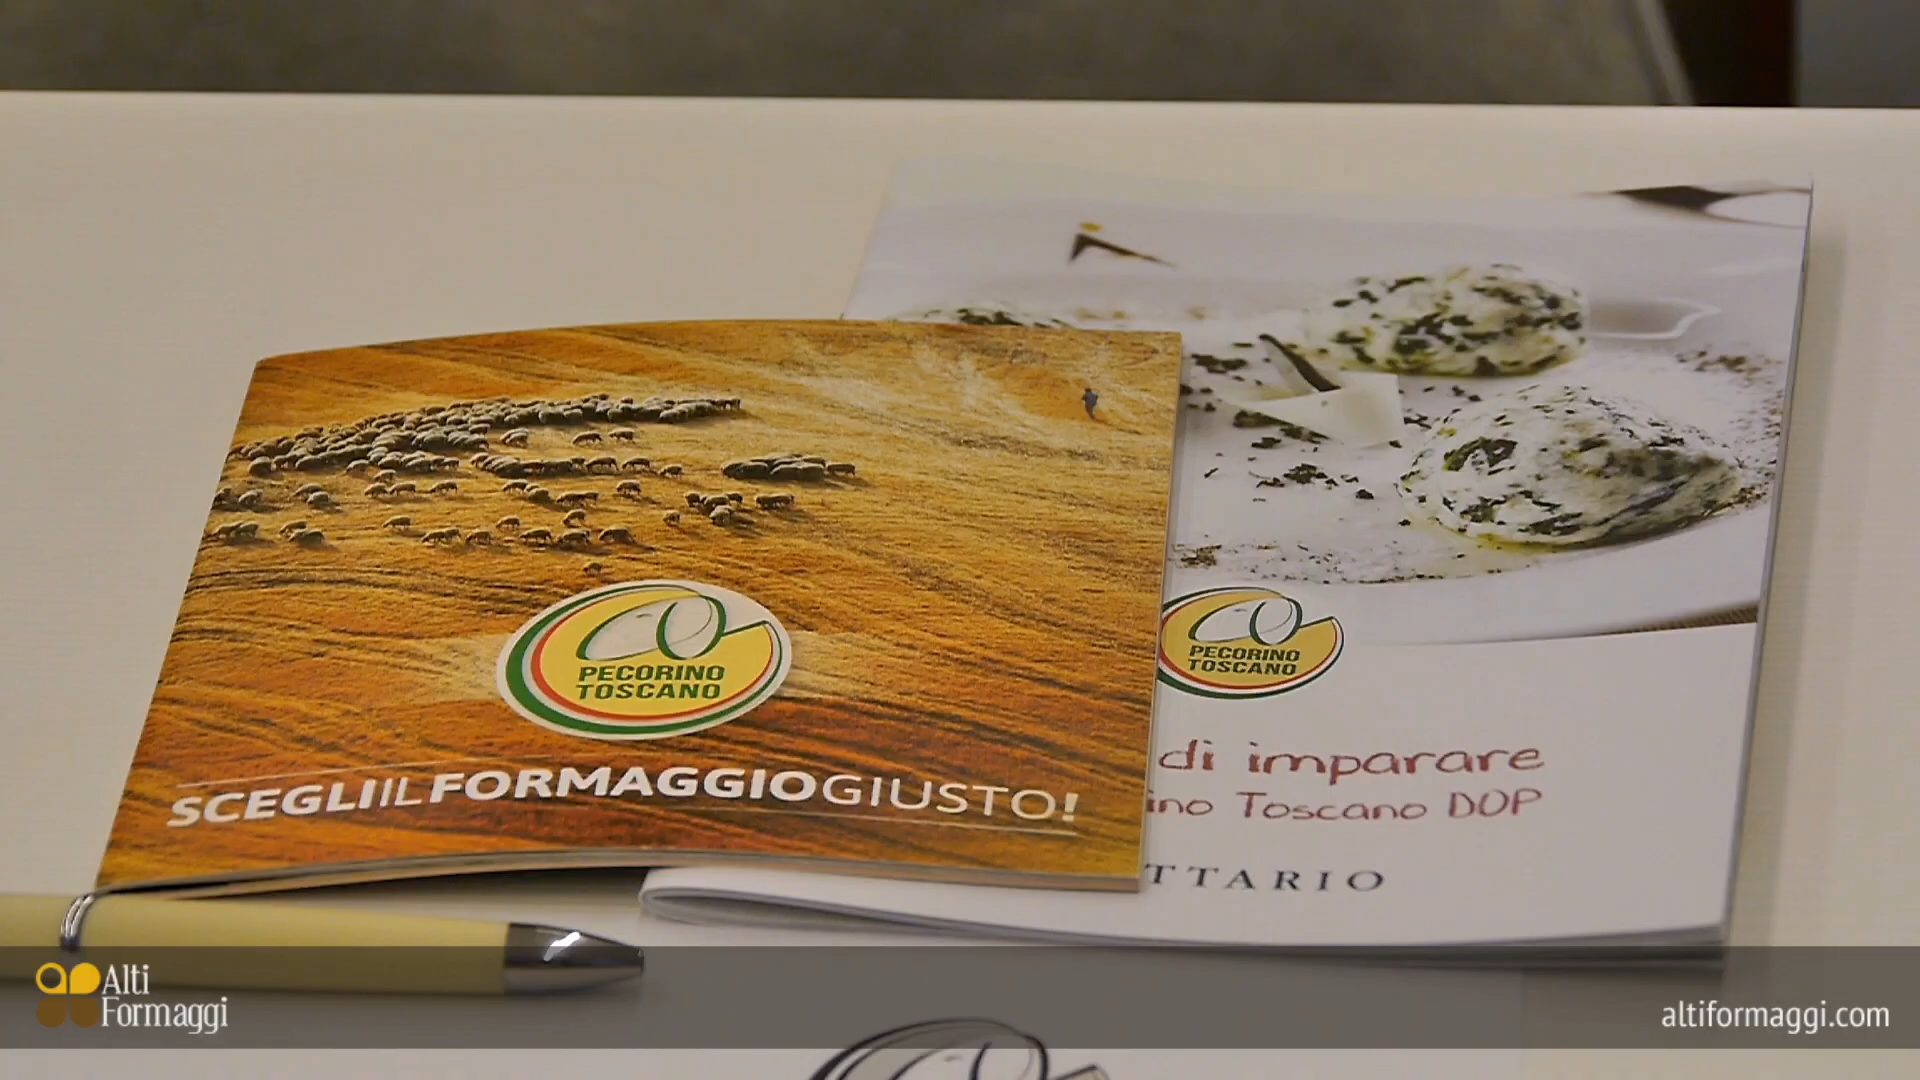 PECORINO
TOSCANO
SCEGLIILFORMAGGIOGIUSTO!
PECORINO
TOSCANO
di imparare
ino Toscano DOP
TTARIO
Alti
Formaggi
altiformaggi.com